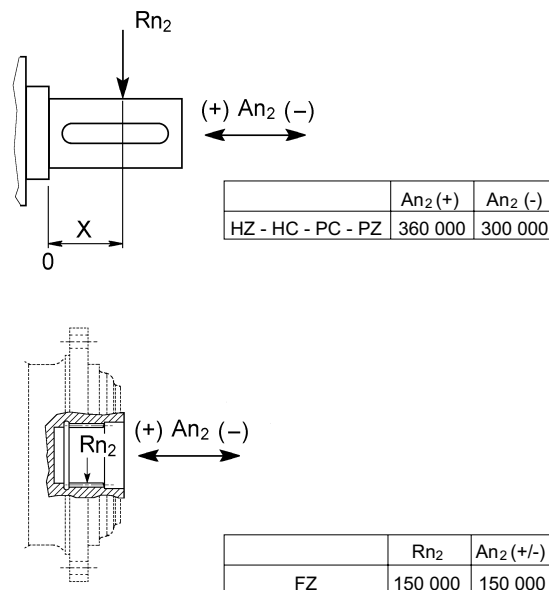 Rn2
(+) An2 (−)
X
0
An2 (+) An2 (-)
HZ - HC - PC - PZ 360 000 300 000
(+) An2 (−)
Rn2
Rn2 An2 (+/-)
FZ 150 000 150 000